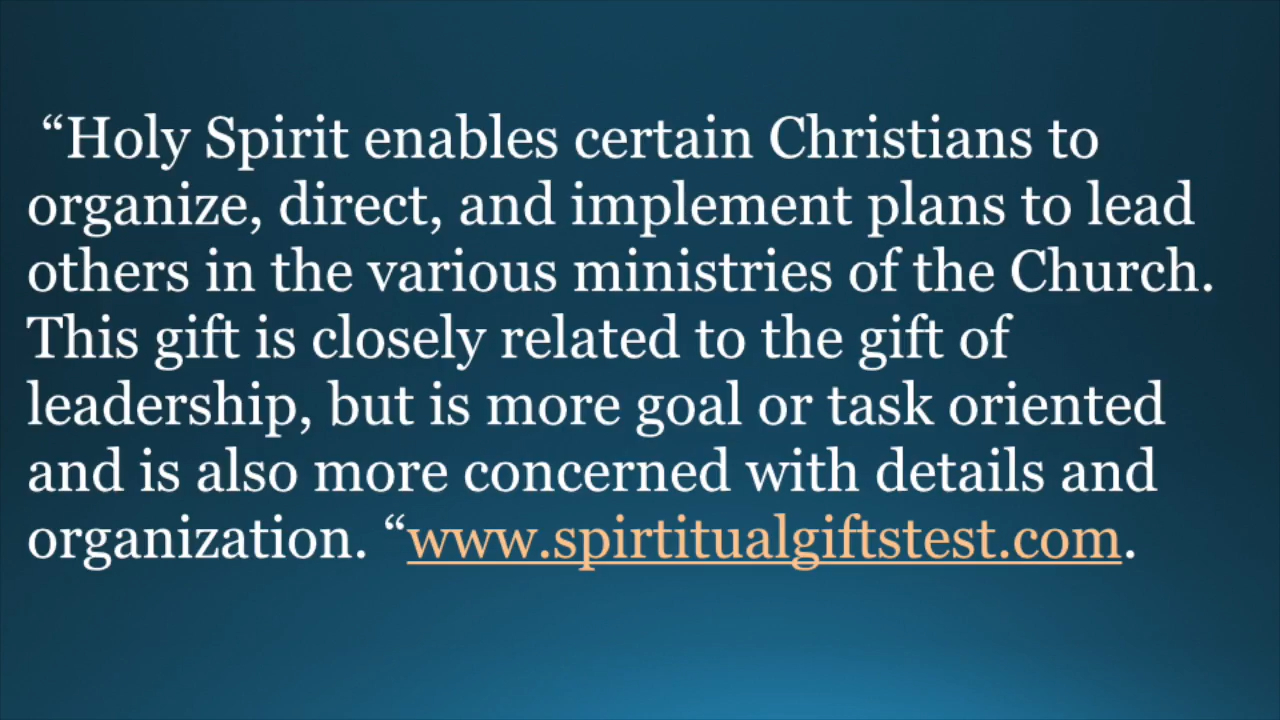 “Holy Spirit enables certain Christians to
organize, direct, and implement plans to lead
others in the various ministries of the Church.
This gift is closely related to the gift of
leadership, but is more goal or task oriented
and is also more concerned with details and
organization. “www.spirtitualgiftstest.com.